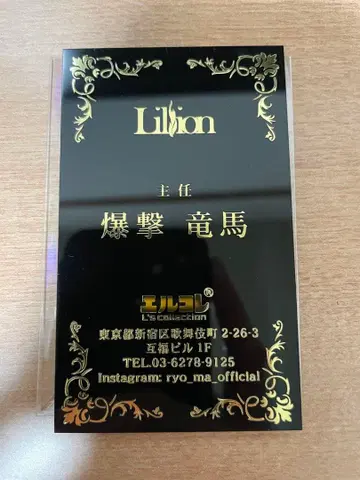 Lillion
主任
爆撃 竜馬
エルコレ®
L's collection
東京都新宿区歌舞伎町 2-26-3
互福ビル 1F
TEL.03-6278-9125
Instagram: ryo_ma_official